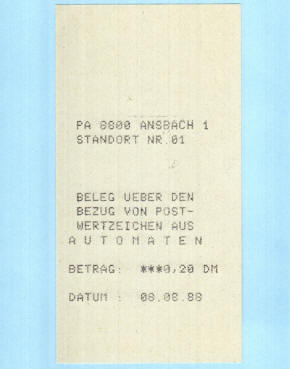 PA 8800 ANSBACH 1
STANDORT NR.01
BELEG UEBER DEN
BEZUG VON POST-
WERTZEICHEN AUS
A U T O M A T E N
BETRAG: ***0,20 DM
DATUM : 08.08.88